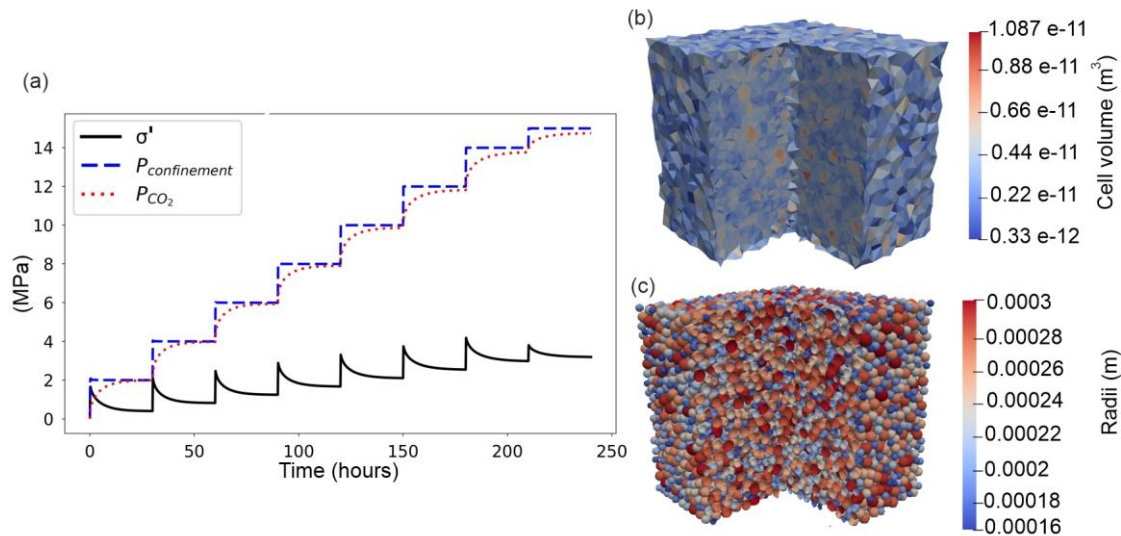 (a)
(MPa)
14
12
10
8
6
4
2
0
σ'
P_confinement
P_CO₂
0 50 100 150 200 250
Time (hours)
(b)
1.087 e-11
0.88 e-11
0.66 e-11
0.44 e-11
0.22 e-11
0.33 e-12
Cell volume (m³)
(c)
0.0003
0.00028
0.00026
0.00024
0.00022
0.0002
0.00018
0.00016
Radii (m)